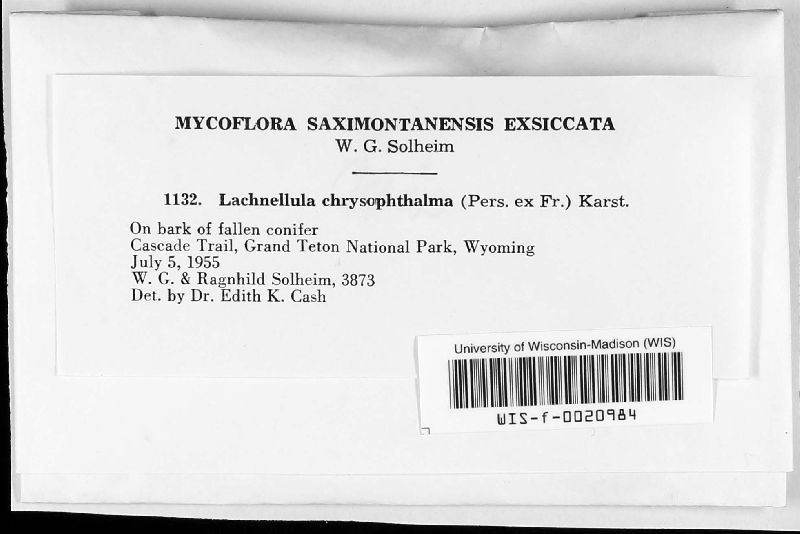 MYCOFLORA SAXIMONTANENSIS EXSICCATA
W. G. Solheim
1132. Lachnellula chrysophthalma (Pers. ex Fr.) Karst.
On bark of fallen conifer
Cascade Trail, Grand Teton National Park, Wyoming
July 5, 1955
W. G. & Ragnhild Solheim, 3873
Det. by Dr. Edith K. Cash
University of Wisconsin-Madison (WIS)
WIS-f-0020984